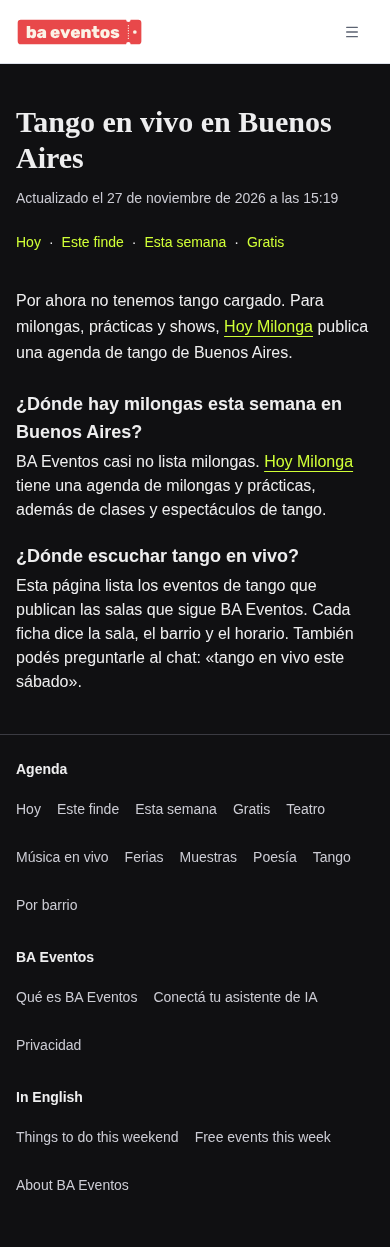 ba eventos
Tango en vivo en Buenos
Aires
Actualizado el 27 de noviembre de 2026 a las 15:19
Hoy · Este finde · Esta semana · Gratis
Por ahora no tenemos tango cargado. Para
milongas, prácticas y shows, Hoy Milonga publica
una agenda de tango de Buenos Aires.
¿Dónde hay milongas esta semana en
Buenos Aires?
BA Eventos casi no lista milongas. Hoy Milonga
tiene una agenda de milongas y prácticas,
además de clases y espectáculos de tango.
¿Dónde escuchar tango en vivo?
Esta página lista los eventos de tango que
publican las salas que sigue BA Eventos. Cada
ficha dice la sala, el barrio y el horario. También
podés preguntarle al chat: «tango en vivo este
sábado».
Agenda
Hoy Este finde Esta semana Gratis Teatro
Música en vivo Ferias Muestras Poesía Tango
Por barrio
BA Eventos
Qué es BA Eventos Conectá tu asistente de IA
Privacidad
In English
Things to do this weekend Free events this week
About BA Eventos